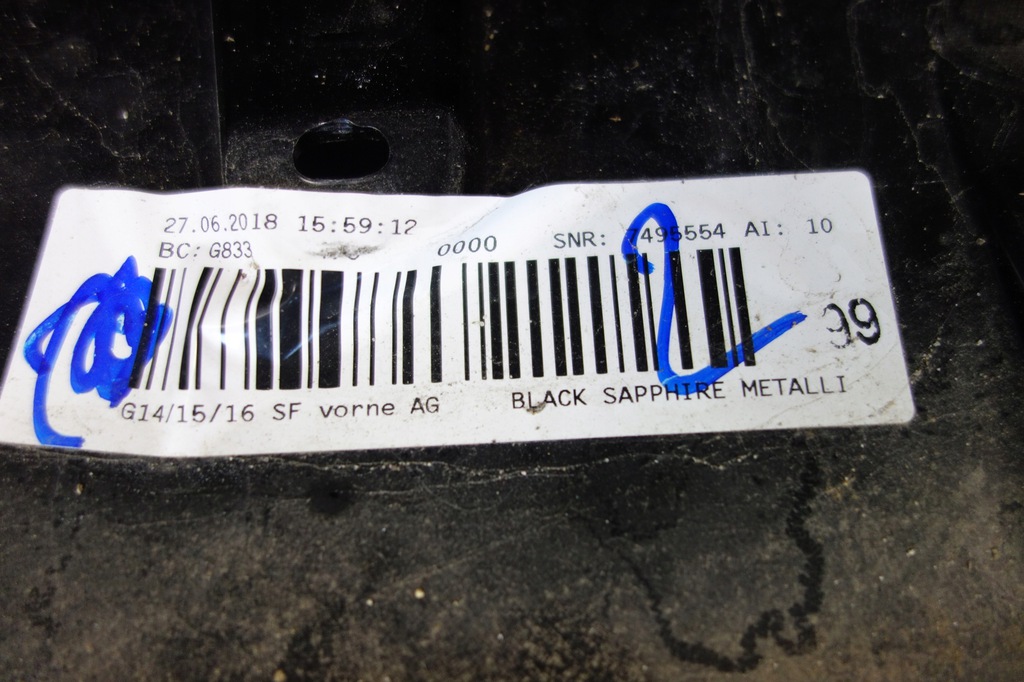 27.06.2018 15:59:12
BC: G833 0000 SNR: 7495554 AI: 10
2
99
G14/15/16 SF vorne AG BLACK SAPPHIRE METALLI